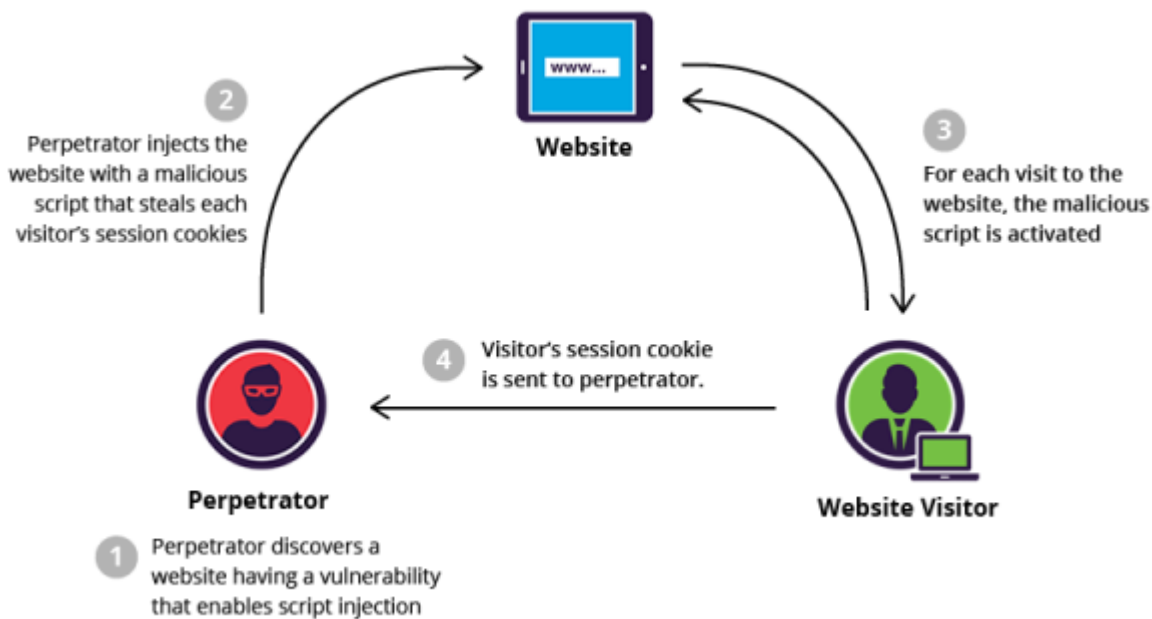 www...
Website
2
Perpetrator injects the
website with a malicious
script that steals each
visitor's session cookies
3
For each visit to the
website, the malicious
script is activated
4
Visitor's session cookie
is sent to perpetrator.
Perpetrator
Website Visitor
1
Perpetrator discovers a
website having a vulnerability
that enables script injection